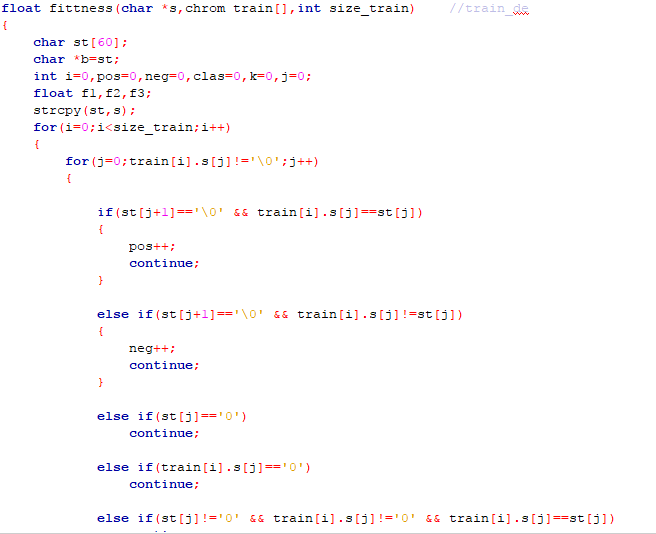 float fittness(char *s,chrom train[],int size_train)    //train_de
{
    char st[60];
    char *b=st;
    int i=0,pos=0,neg=0,clas=0,k=0,j=0;
    float f1,f2,f3;
    strcpy(st,s);
    for(i=0;i<size_train;i++)
    {
        for(j=0;train[i].s[j]!='\0';j++)
        {
            if(st[j+1]=='\0' && train[i].s[j]==st[j])
            {
                pos++;
                continue;
            }
            else if(st[j+1]=='\0' && train[i].s[j]!=st[j])
            {
                neg++;
                continue;
            }
            else if(st[j]=='0')
                continue;
            else if(train[i].s[j]=='0')
                continue;
            else if(st[j]!='0' && train[i].s[j]!='0' && train[i].s[j]==st[j])